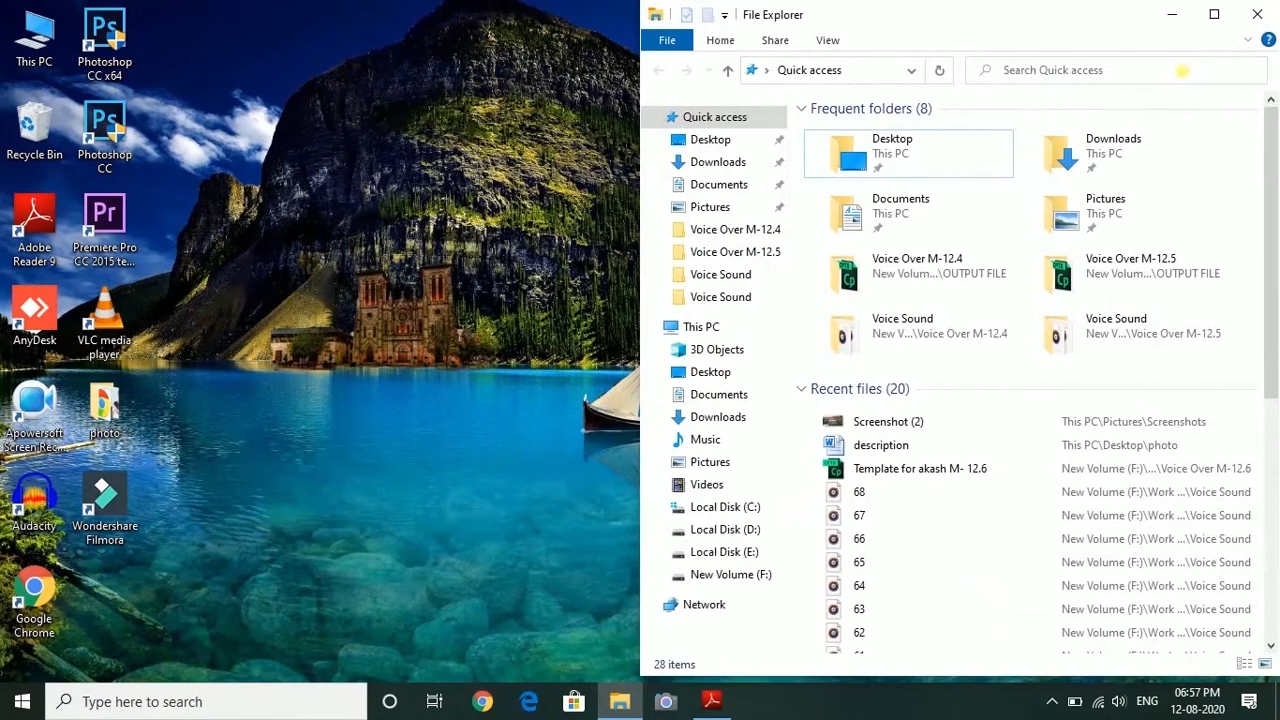 This PC
Photoshop
CC x64
Recycle Bin
Photoshop
CC
Adobe
Reader 9
Premiere Pro
CC 2015 te...
AnyDesk
VLC media
player
Apowersoft
Screen Rec...
photo
Audacity
Wondershare
Filmora
Google
Chrome
File Explorer
File Home Share View
Quick access
Search Quick access
Quick access
Desktop
Downloads
Documents
Pictures
Voice Over M-12.4
Voice Over M-12.5
Voice Sound
Voice Sound
This PC
3D Objects
Desktop
Documents
Downloads
Music
Pictures
Videos
Local Disk (C:)
Local Disk (D:)
Local Disk (E:)
New Volume (F:)
Network
Frequent folders (8)
Desktop
This PC
Downloads
This PC
Documents
This PC
Pictures
This PC
Voice Over M-12.4
New Volum...\OUTPUT FILE
Voice Over M-12.5
New Volum...\OUTPUT FILE
Voice Sound
New V...\Voice Over M-12.4
Voice Sound
New V...\Voice Over M-12.5
Recent files (20)
Screenshot (2) This PC\Pictures\Screenshots
description This PC\Desktop\photo
Template for akash M- 12.6 New Volume (F:)\...\Voice Over M-12.6
68 New Volume (F:)\Work ...\Voice Sound
67 New Volume (F:)\Work ...\Voice Sound
66 New Volume (F:)\Work ...\Voice Sound
65 New Volume (F:)\Work ...\Voice Sound
64 New Volume (F:)\Work ...\Voice Sound
63 New Volume (F:)\Work ...\Voice Sound
62 New Volume (F:)\Work ...\Voice Sound
28 items
Type here to search
ENG
06:57 PM
12-08-2020